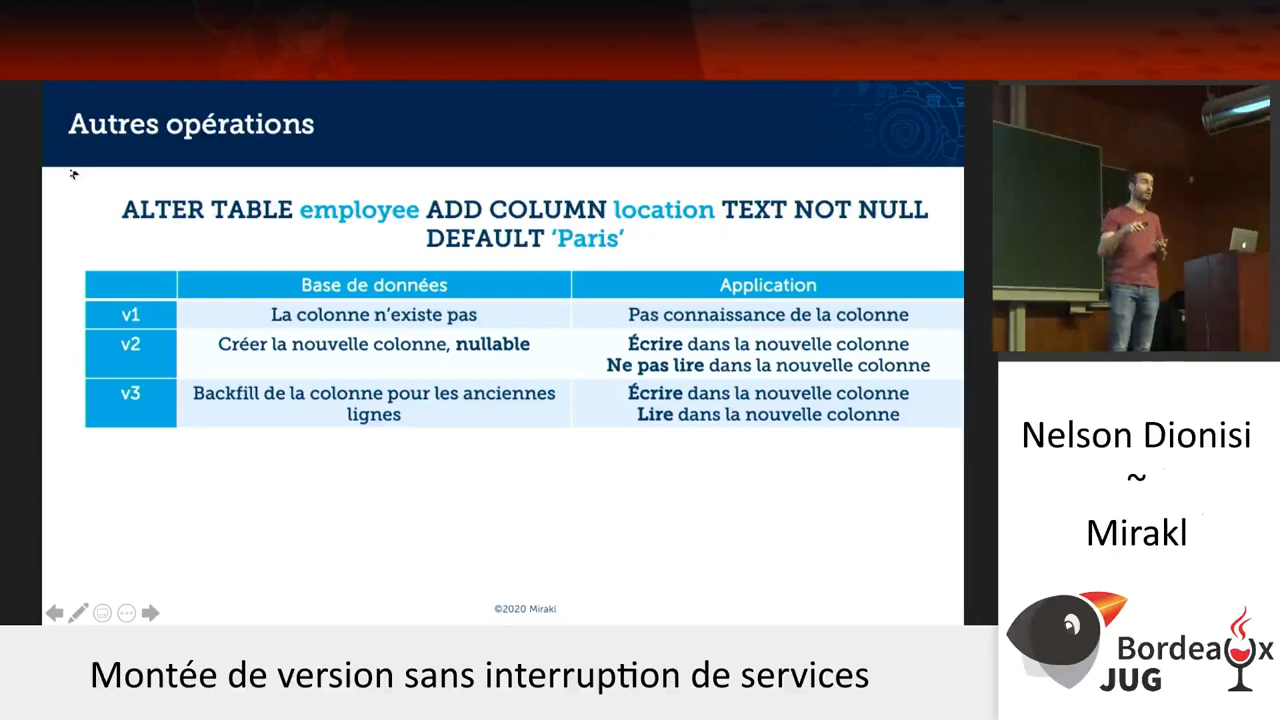 Autres opérations
ALTER TABLE employee ADD COLUMN location TEXT NOT NULL
DEFAULT ‘Paris‘
Base de données Application
v1 La colonne n’existe pas Pas connaissance de la colonne
v2 Créer la nouvelle colonne, nullable Écrire dans la nouvelle colonne
Ne pas lire dans la nouvelle colonne
v3 Backfill de la colonne pour les anciennes lignes Écrire dans la nouvelle colonne
Lire dans la nouvelle colonne
©2020 Mirakl
Nelson Dionisi
~
Mirakl
Bordeaux
JUG
Montée de version sans interruption de services